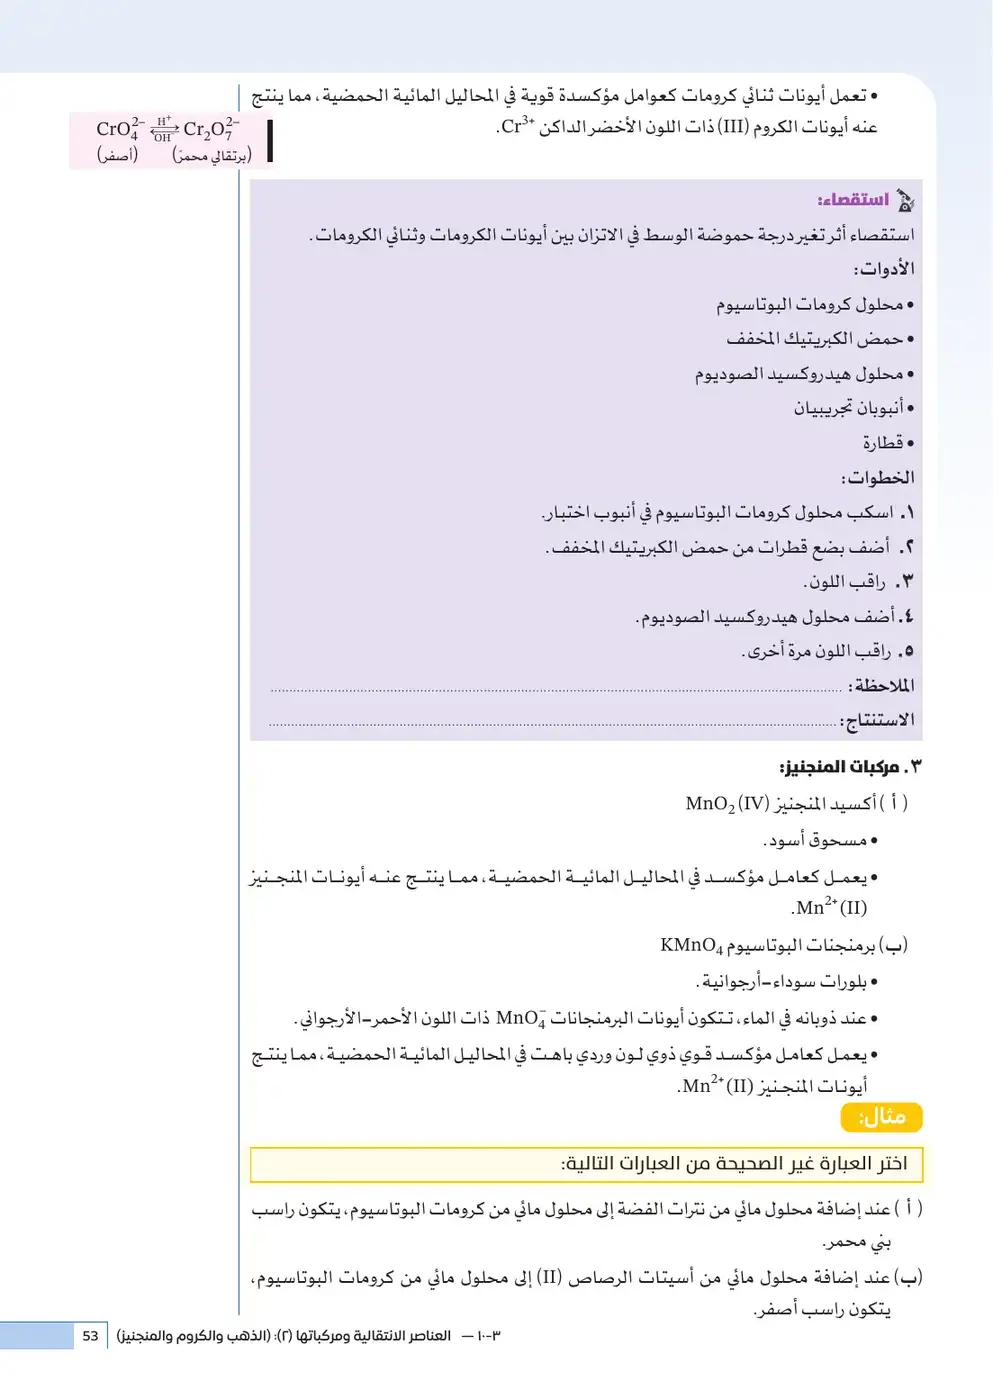 • تعمل أيونات ثنائي كرومات كعوامل مؤكسدة قوية في المحاليل المائية الحمضية، مما ينتج
عنه أيونات الكروم (III) ذات اللون الأخضر الداكن Cr³⁺.
CrO₄²⁻ ⇌ Cr₂O₇²⁻
H⁺
OH⁻
(أصفر) (برتقالي محمرّ)
استقصاء:
استقصاء أثر تغير درجة حموضة الوسط في الاتزان بين أيونات الكرومات وثنائي الكرومات.
الأدوات:
• محلول كرومات البوتاسيوم
• حمض الكبريتيك المخفف
• محلول هيدروكسيد الصوديوم
• أنبوبان تجريبيان
• قطارة
الخطوات:
١. اسكب محلول كرومات البوتاسيوم في أنبوب اختبار.
٢. أضف بضع قطرات من حمض الكبريتيك المخفف.
٣. راقب اللون.
٤. أضف محلول هيدروكسيد الصوديوم.
٥. راقب اللون مرة أخرى.
الملاحظة: ........................................................................
الاستنتاج: ........................................................................
٣. مركبات المنجنيز:
( أ ) أكسيد المنجنيز MnO₂ (IV)
• مسحوق أسود.
• يعمل كعامل مؤكسد في المحاليل المائية الحمضية، مما ينتج عنه أيونات المنجنيز
Mn²⁺ (II).
(ب) برمنجنات البوتاسيوم KMnO₄
• بلورات سوداء-أرجوانية.
• عند ذوبانه في الماء، تتكون أيونات البرمنجانات MnO₄⁻ ذات اللون الأحمر-الأرجواني.
• يعمل كعامل مؤكسد قوي ذوي لون وردي باهت في المحاليل المائية الحمضية، مما ينتج
أيونات المنجنيز Mn²⁺ (II).
مثال:
اختر العبارة غير الصحيحة من العبارات التالية:
( أ ) عند إضافة محلول مائي من نترات الفضة إلى محلول مائي من كرومات البوتاسيوم، يتكون راسب
بني محمر.
(ب) عند إضافة محلول مائي من أسيتات الرصاص (II) إلى محلول مائي من كرومات البوتاسيوم،
يتكون راسب أصفر.
٣-١٠ — العناصر الانتقالية ومركباتها (٢): (الذهب والكروم والمنجنيز) 53